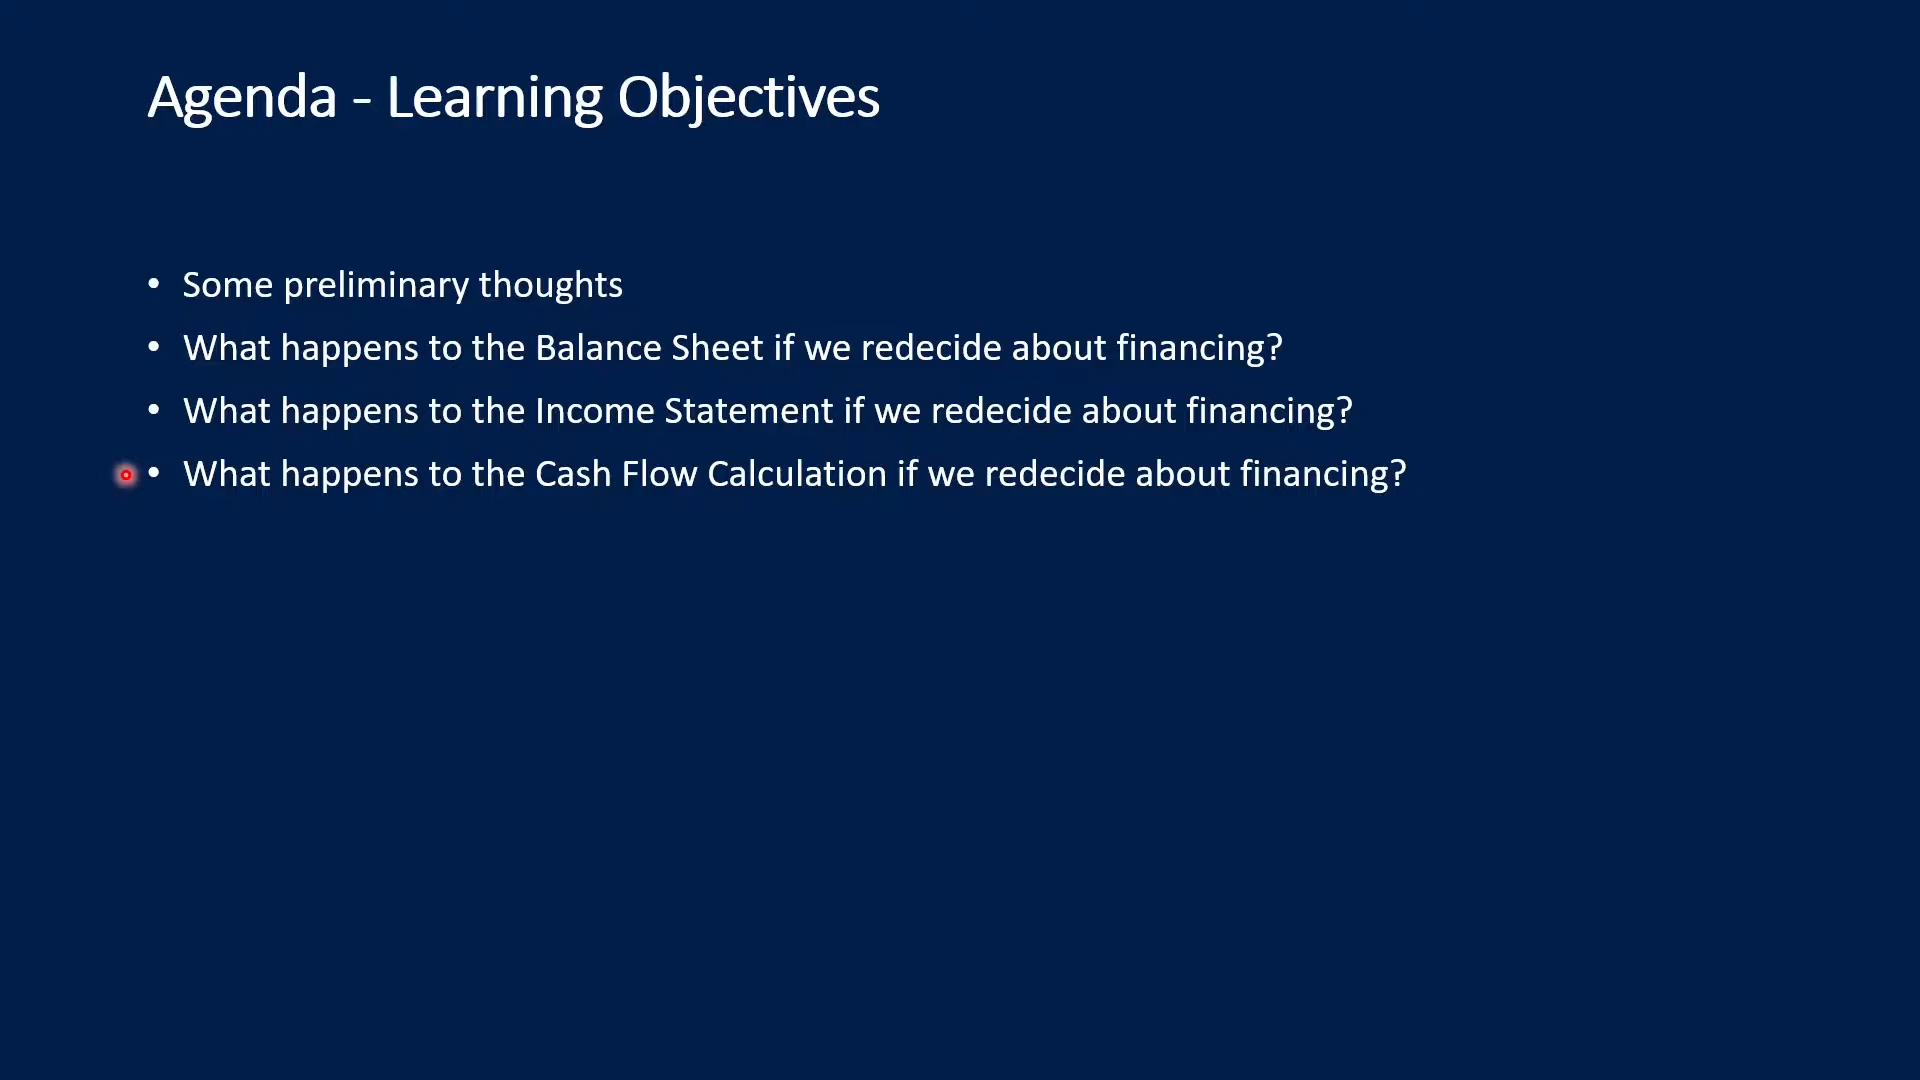 Agenda - Learning Objectives
• Some preliminary thoughts
• What happens to the Balance Sheet if we redecide about financing?
• What happens to the Income Statement if we redecide about financing?
• What happens to the Cash Flow Calculation if we redecide about financing?